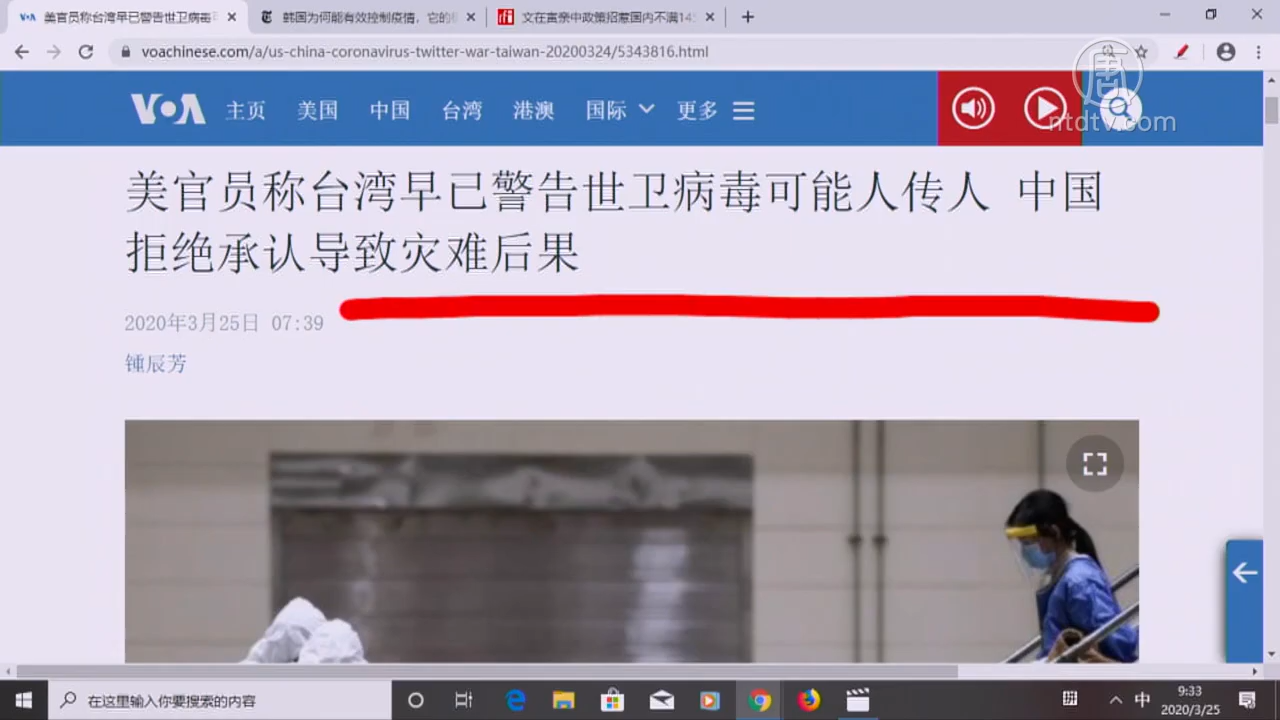 美官员称台湾早已警告世卫病毒
韩国为何能有效控制疫情，它的
文在寅亲中政策招惹国内不满14
voachinese.com/a/us-china-coronavirus-twitter-war-taiwan-20200324/5343816.html
唐
ntdtv.com
VOA 主页 美国 中国 台湾 港澳 国际 更多
美官员称台湾早已警告世卫病毒可能人传人 中国
拒绝承认导致灾难后果
2020年3月25日 07:39
锺辰芳
在这里输入你要搜索的内容
中
9:33
2020/3/25